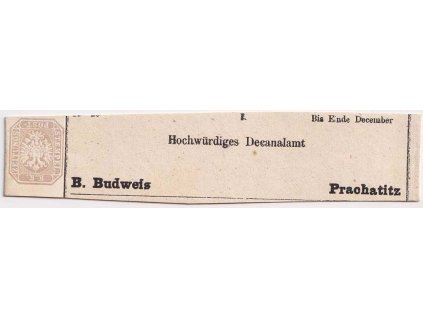 Bis Ende December
Hochwürdiges Decanalamt
B. Budweis
Prachatitz